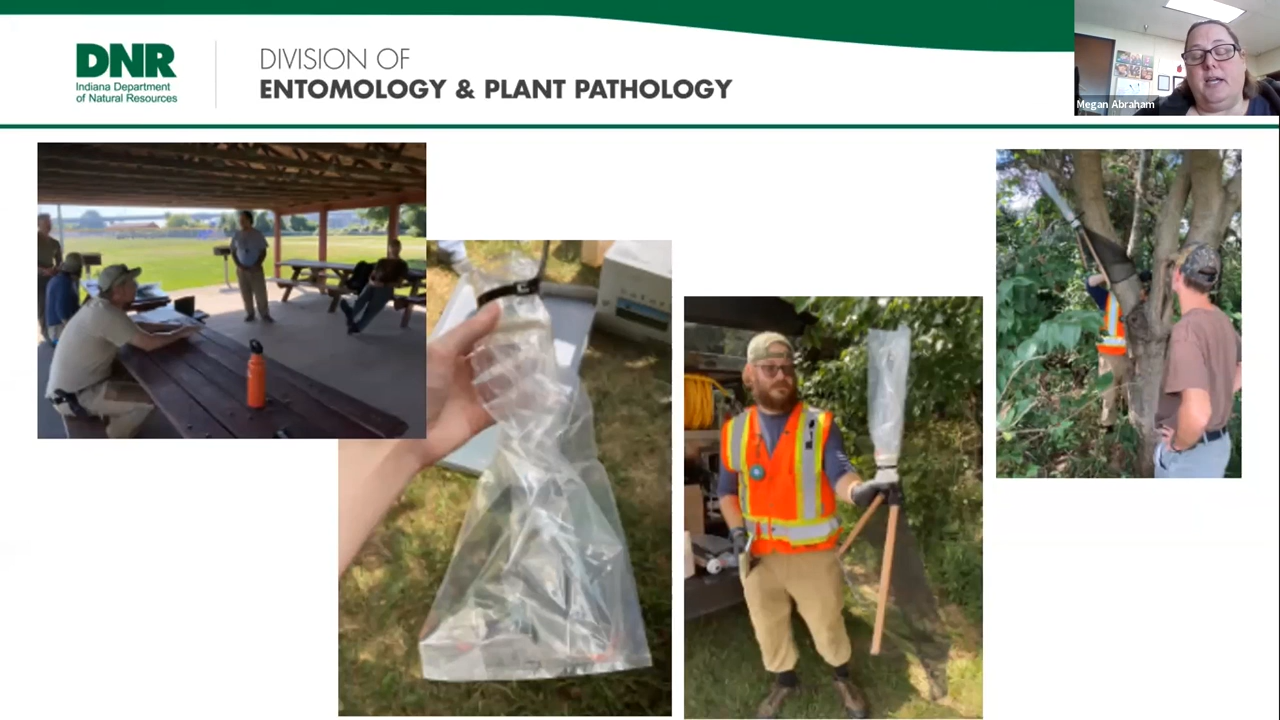 DNR
Indiana Department
of Natural Resources
DIVISION OF
ENTOMOLOGY & PLANT PATHOLOGY
Megan Abraham